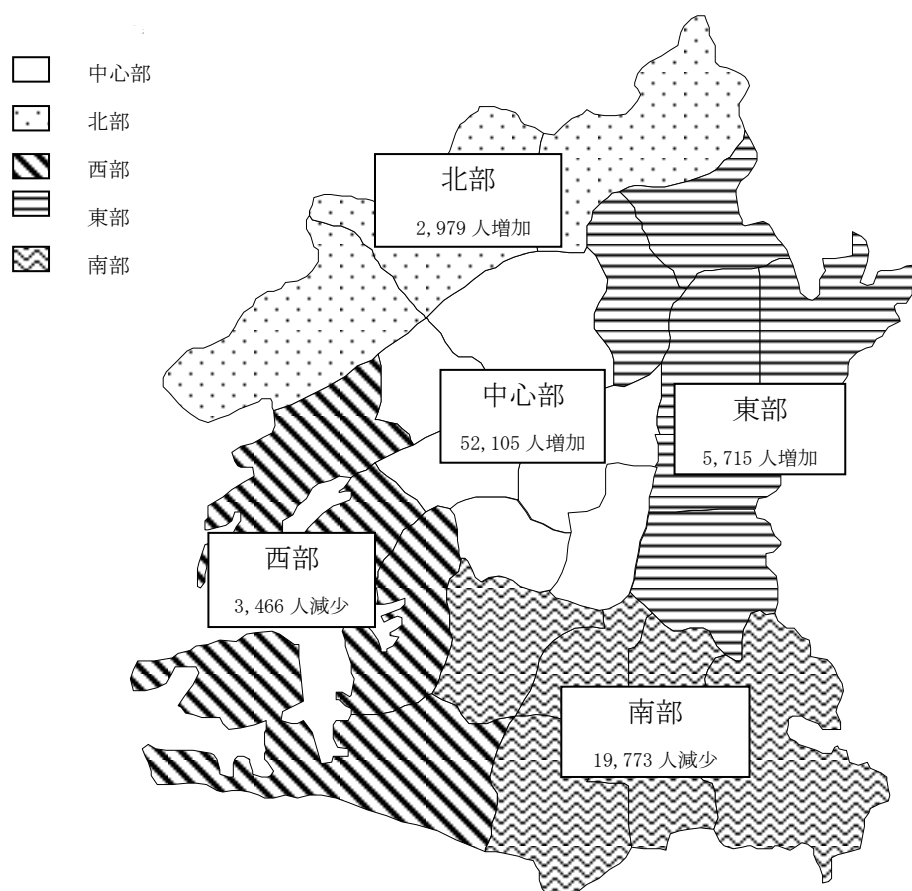 中心部
北部
西部
東部
南部
北部
2,979 人増加
中心部
52,105 人増加
東部
5,715 人増加
西部
3,466 人減少
南部
19,773 人減少